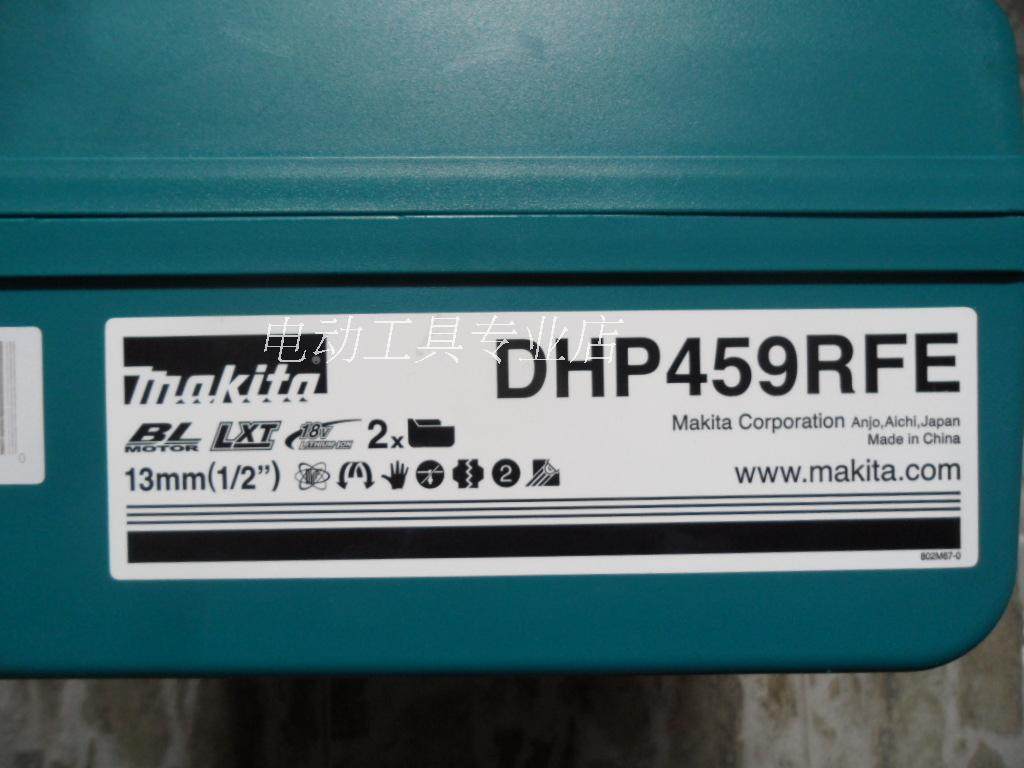 电动工具专业店
makita®
DHP459RFE
BL MOTOR LXT 18V LITHIUM-ION 2x
Makita Corporation Anjo,Aichi,Japan
Made in China
13mm(1/2") 2
www.makita.com
802M67-0